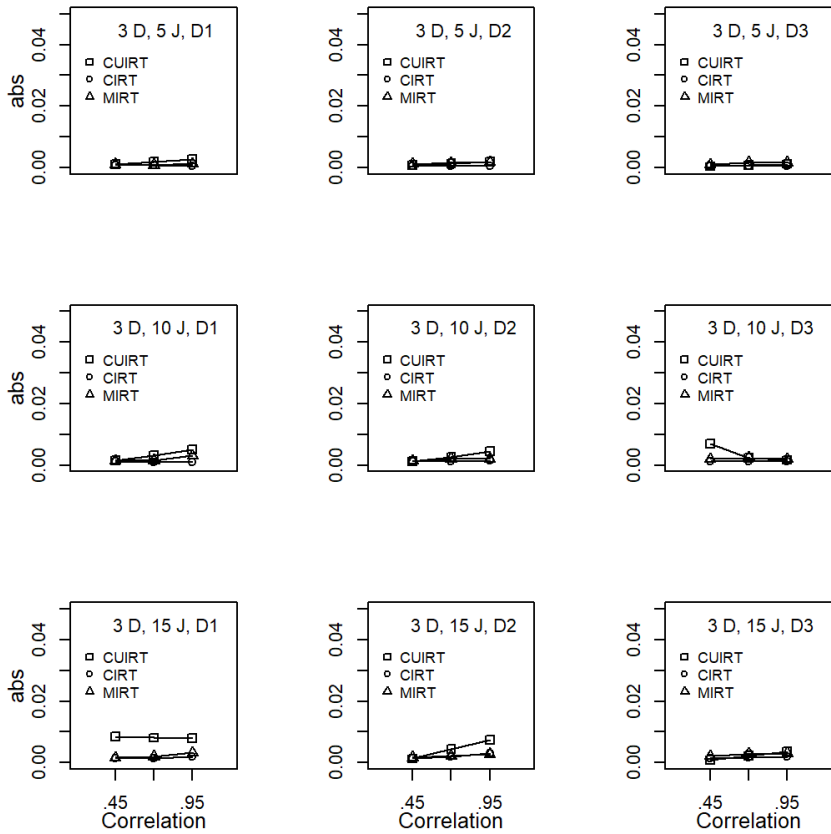 3 D, 5 J, D1
CUIRT
CIRT
MIRT
abs
0.00
0.02
0.04
3 D, 5 J, D2
CUIRT
CIRT
MIRT
0.00
0.02
0.04
3 D, 5 J, D3
CUIRT
CIRT
MIRT
0.00
0.02
0.04
3 D, 10 J, D1
CUIRT
CIRT
MIRT
abs
0.00
0.02
0.04
3 D, 10 J, D2
CUIRT
CIRT
MIRT
0.00
0.02
0.04
3 D, 10 J, D3
CUIRT
CIRT
MIRT
0.00
0.02
0.04
3 D, 15 J, D1
CUIRT
CIRT
MIRT
abs
0.00
0.02
0.04
.45 .95
Correlation
3 D, 15 J, D2
CUIRT
CIRT
MIRT
0.00
0.02
0.04
.45 .95
Correlation
3 D, 15 J, D3
CUIRT
CIRT
MIRT
0.00
0.02
0.04
.45 .95
Correlation